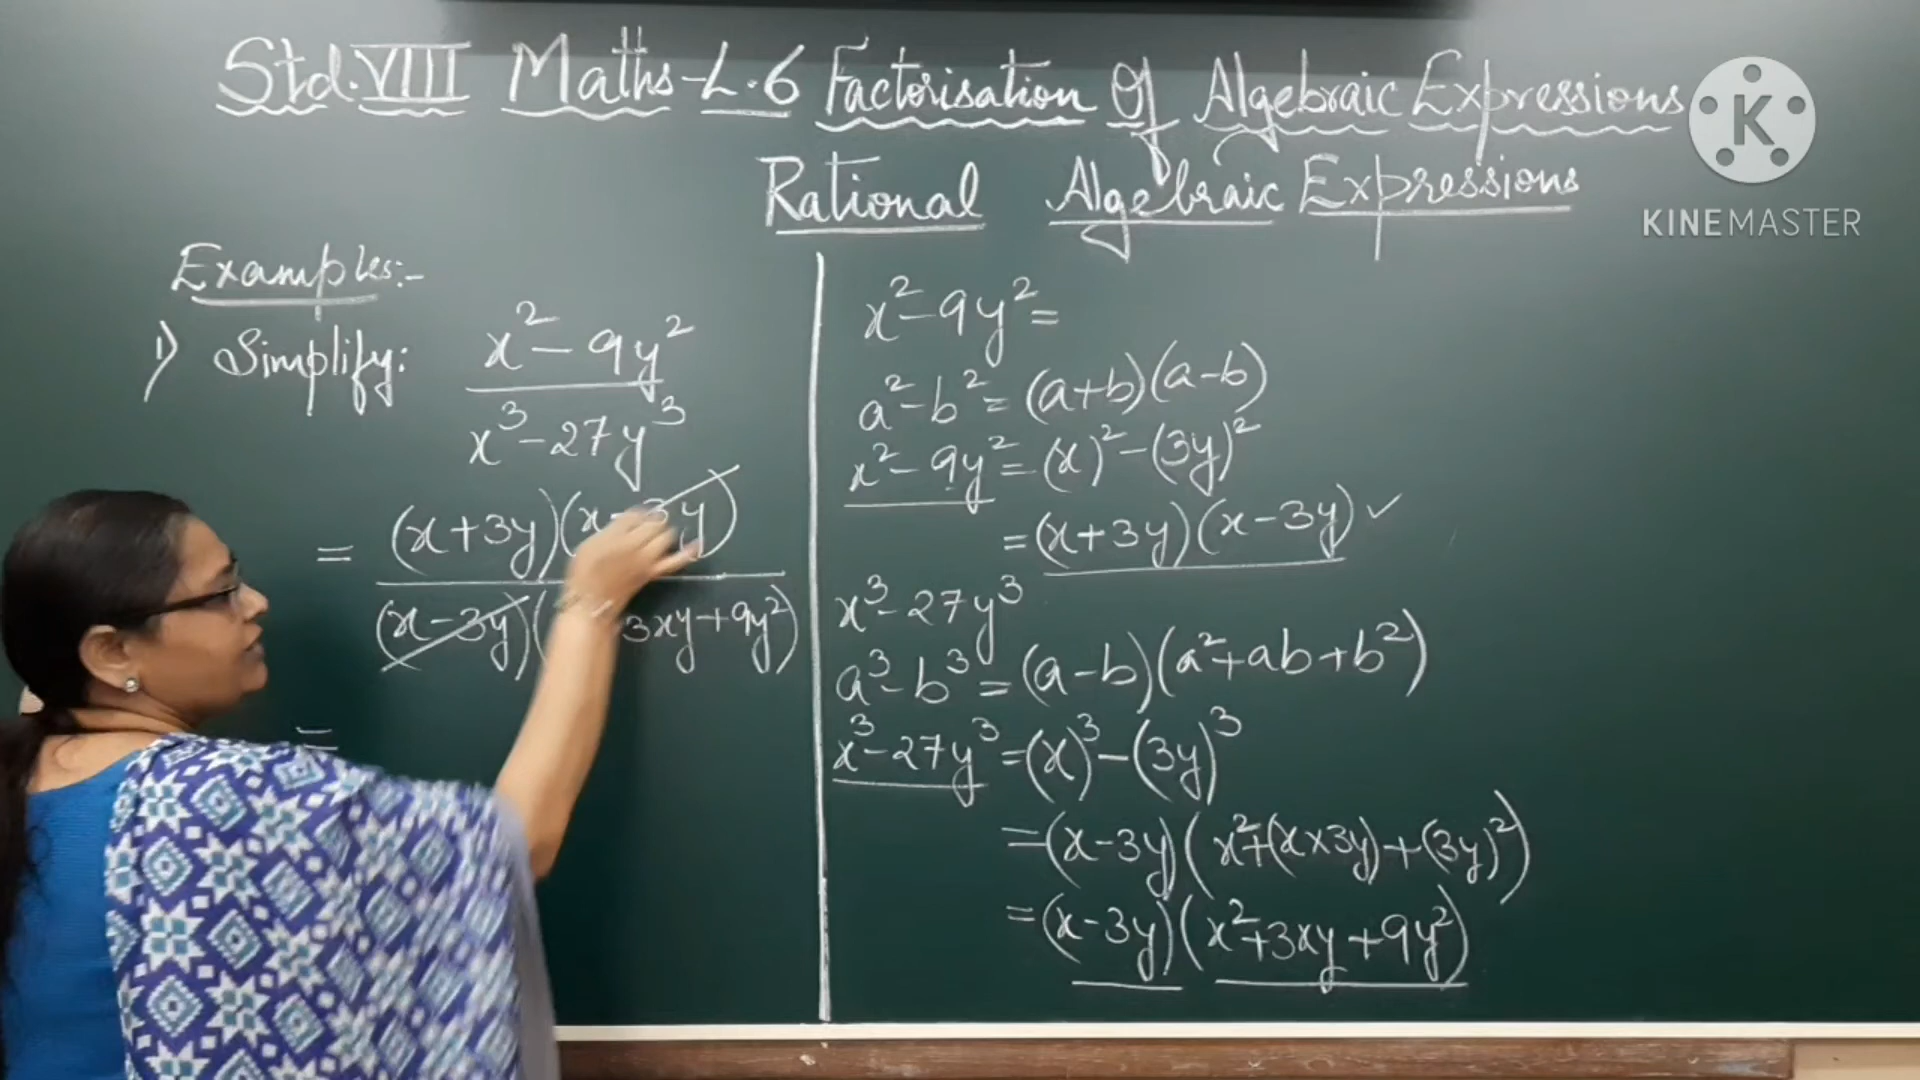 Std.VIII Maths-L.6 Factorisation Of Algebraic Expressions
Rational Algebraic Expressions
K
KINEMASTER
Examples:-
1) Simplify: x² - 9y²
x³ - 27y³
= (x+3y)(x-3y)
(x-3y)( 3xy+9y²)
=
x² - 9y² =
a² - b² = (a+b)(a-b)
x² - 9y² = (x)² - (3y)²
= (x+3y)(x-3y) ✓
x³ - 27y³
a³ - b³ = (a-b)(a²+ab+b²)
x³ - 27y³ = (x)³ - (3y)³
= (x-3y)(x²+(x×3y)+(3y)²)
= (x-3y)(x²+3xy+9y²)